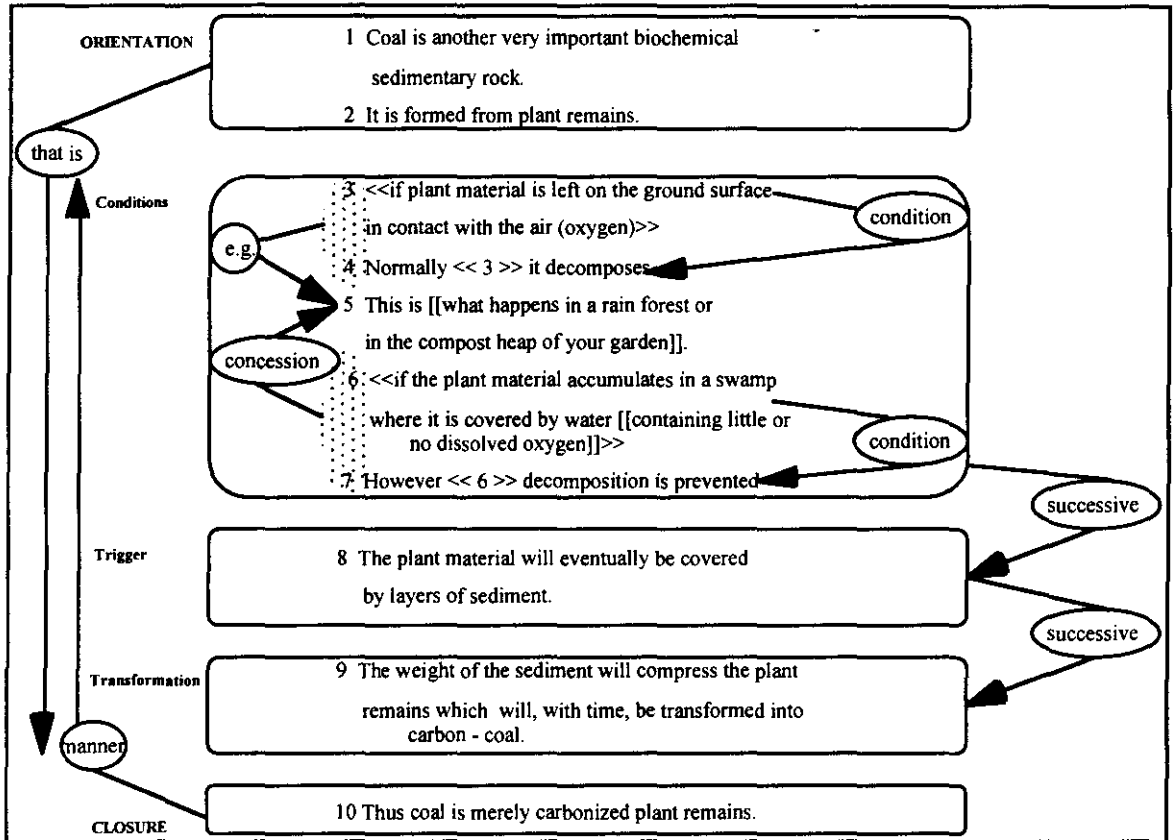 ORIENTATION
1 Coal is another very important biochemical
sedimentary rock.
2 It is formed from plant remains.
that is
Conditions
3 <<if plant material is left on the ground surface
in contact with the air (oxygen)>>
condition
e.g.
4 Normally << 3 >> it decomposes
5 This is [[what happens in a rain forest or
in the compost heap of your garden]].
concession
6 <<if the plant material accumulates in a swamp
where it is covered by water [[containing little or
no dissolved oxygen]]>>
condition
7 However << 6 >> decomposition is prevented
successive
Trigger
8 The plant material will eventually be covered
by layers of sediment.
successive
Transformation
9 The weight of the sediment will compress the plant
remains which will, with time, be transformed into
carbon - coal.
manner
10 Thus coal is merely carbonized plant remains.
CLOSURE